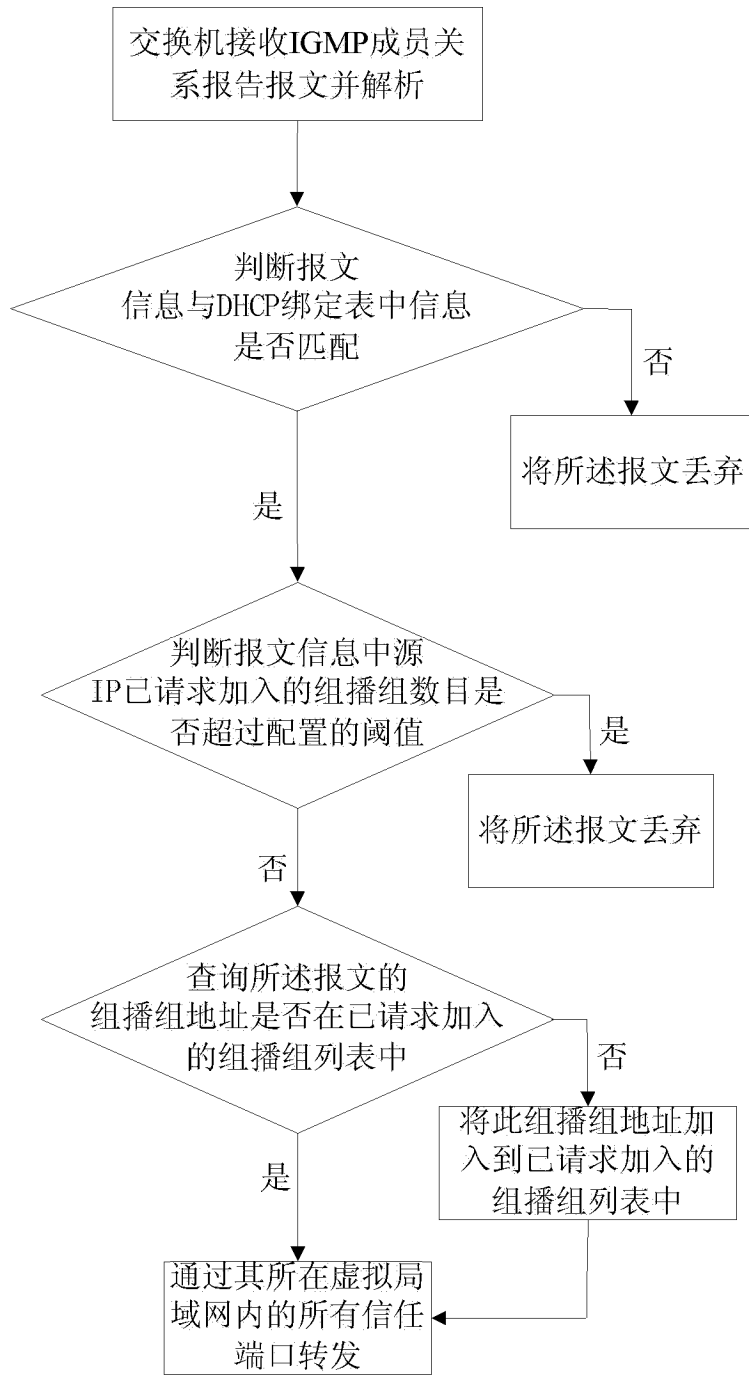 交换机接收IGMP成员关
系报告报文并解析
判断报文
信息与DHCP绑定表中信息
是否匹配
否
将所述报文丢弃
是
判断报文信息中源
IP已请求加入的组播组数目是
否超过配置的阈值
是
将所述报文丢弃
否
查询所述报文的
组播组地址是否在已请求加入
的组播组列表中
否
将此组播组地址加
入到已请求加入的
组播组列表中
是
通过其所在虚拟局
域网内的所有信任
端口转发